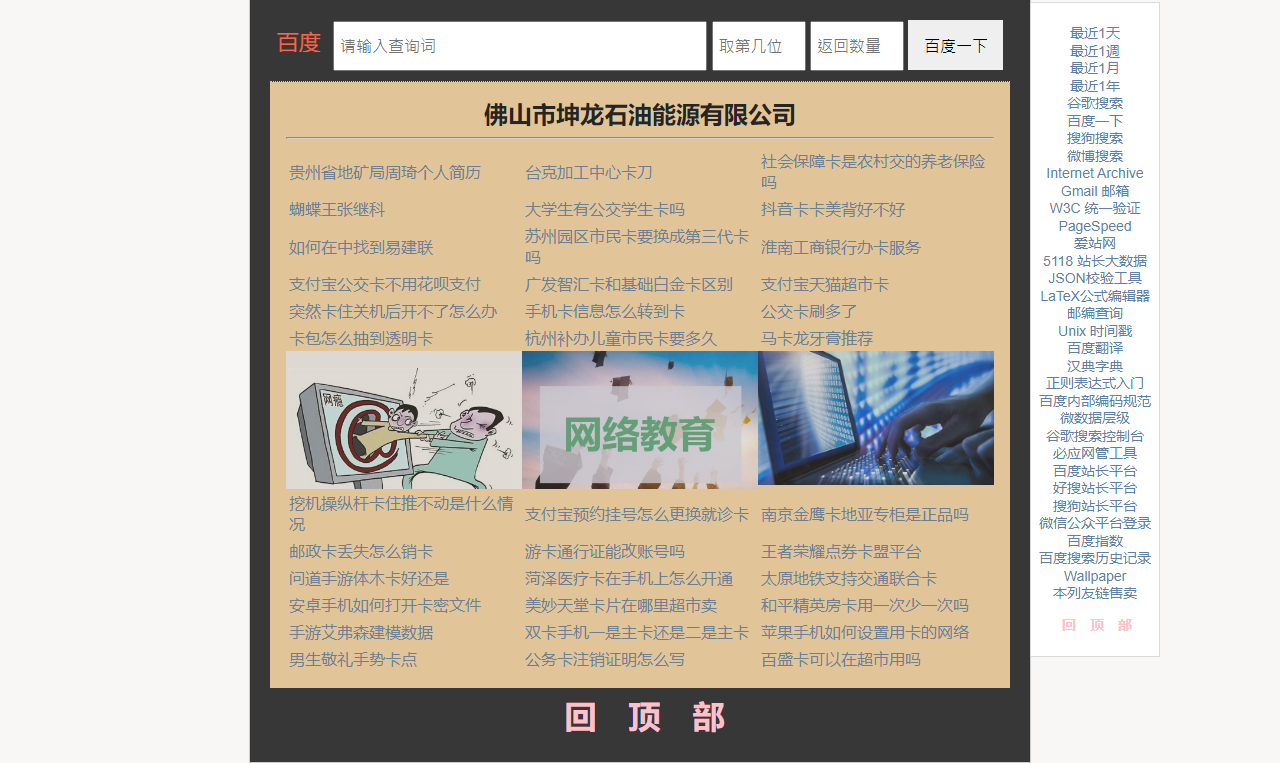 百度 请输入查询词 取第几位 返回数量 百度一下
佛山市坤龙石油能源有限公司
贵州省地矿局周琦个人简历 台克加工中心卡刀 社会保障卡是农村交的养老保险
吗
蝴蝶王张继科 大学生有公交学生卡吗 抖音卡卡美背好不好
如何在中找到易建联 苏州园区市民卡要换成第三代卡
吗 淮南工商银行办卡服务
支付宝公交卡不用花呗支付 广发智汇卡和基础白金卡区别 支付宝天猫超市卡
突然卡住关机后开不了怎么办 手机卡信息怎么转到卡 公交卡刷多了
卡包怎么抽到透明卡 杭州补办儿童市民卡要多久 马卡龙牙膏推荐
网瘾
网络教育
挖机操纵杆卡住推不动是什么情
况 支付宝预约挂号怎么更换就诊卡 南京金鹰卡地亚专柜是正品吗
邮政卡丢失怎么销卡 游卡通行证能改账号吗 王者荣耀点券卡盟平台
问道手游体木卡好还是 菏泽医疗卡在手机上怎么开通 太原地铁支持交通联合卡
安卓手机如何打开卡密文件 美妙天堂卡片在哪里超市卖 和平精英房卡用一次少一次吗
手游艾弗森建模数据 双卡手机一是主卡还是二是主卡 苹果手机如何设置用卡的网络
男生敬礼手势卡点 公务卡注销证明怎么写 百盛卡可以在超市用吗
回 顶 部
最近1天
最近1週
最近1月
最近1年
谷歌搜索
百度一下
搜狗搜索
微博搜索
Internet Archive
Gmail 邮箱
W3C 统一验证
PageSpeed
爱站网
5118 站长大数据
JSON校验工具
LaTeX公式编辑器
邮编查询
Unix 时间戳
百度翻译
汉典字典
正则表达式入门
百度内部编码规范
微数据层级
谷歌搜索控制台
必应网管工具
百度站长平台
好搜站长平台
搜狗站长平台
微信公众平台登录
百度指数
百度搜索历史记录
Wallpaper
本列友链售卖
回 顶 部